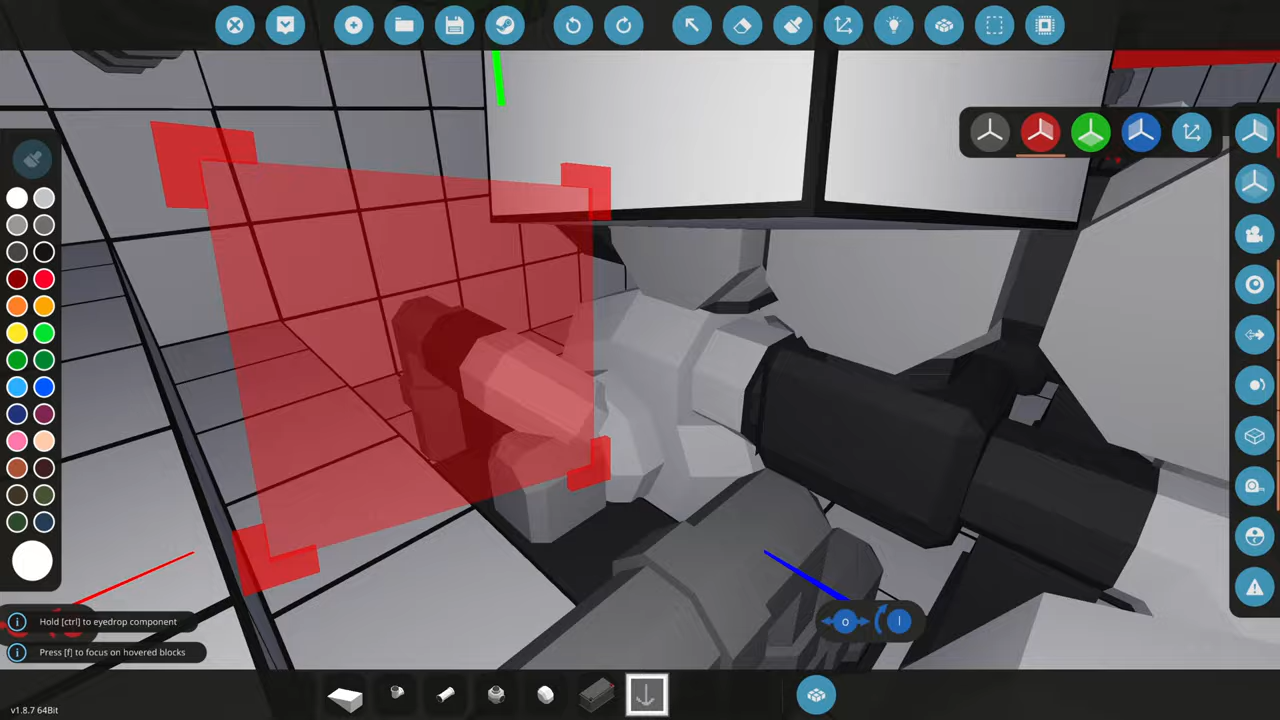 Hold [ctrl] to eyedrop component
Press [f] to focus on hovered blocks
v1.8.7 64Bit